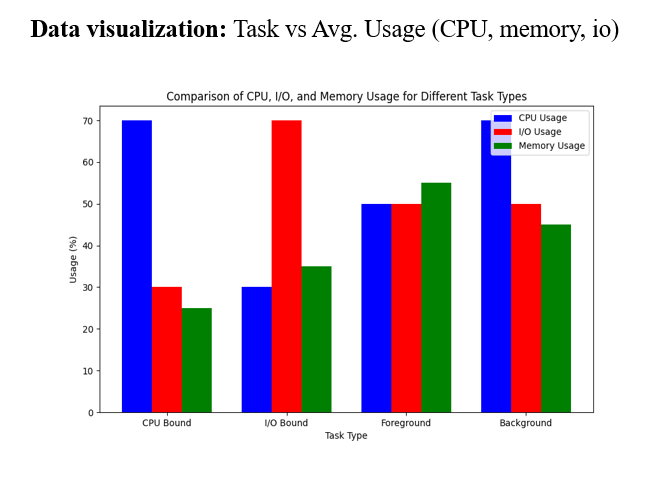 Data visualization: Task vs Avg. Usage (CPU, memory, io)
Comparison of CPU, I/O, and Memory Usage for Different Task Types
CPU Usage
I/O Usage
Memory Usage
Usage (%)
70
60
50
40
30
20
10
0
CPU Bound
I/O Bound
Foreground
Background
Task Type